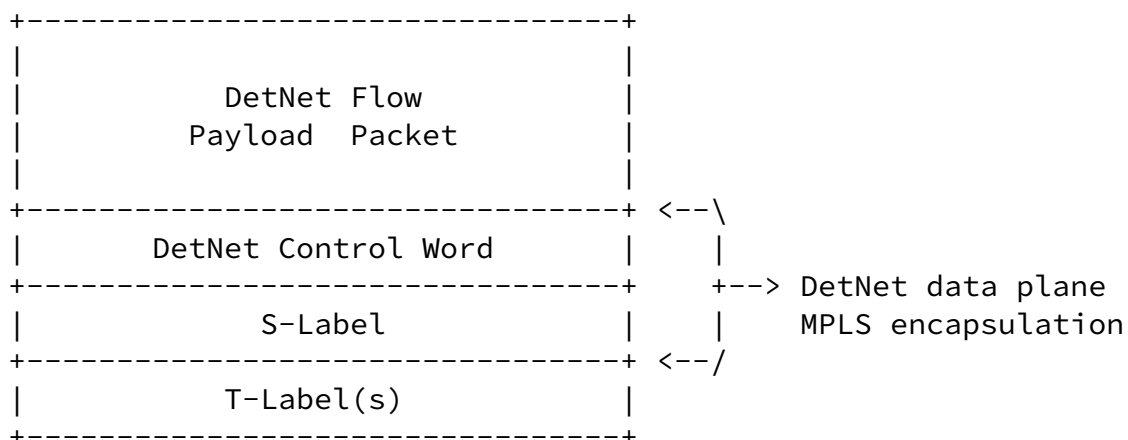 DetNet Flow
Payload Packet
DetNet Control Word
DetNet data plane
S-Label
MPLS encapsulation
T-Label(s)